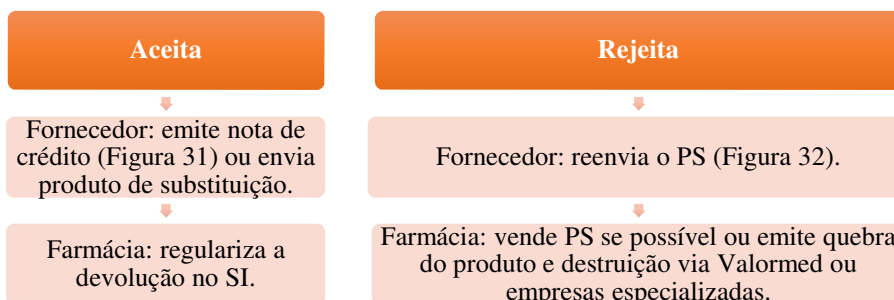 Aceita
Fornecedor: emite nota de
crédito (Figura 31) ou envia
produto de substituição.
Farmácia: regulariza a
devolução no SI.
Rejeita
Fornecedor: reenvia o PS (Figura 32).
Farmácia: vende PS se possível ou emite quebra
do produto e destruição via Valormed ou
empresas especializadas.